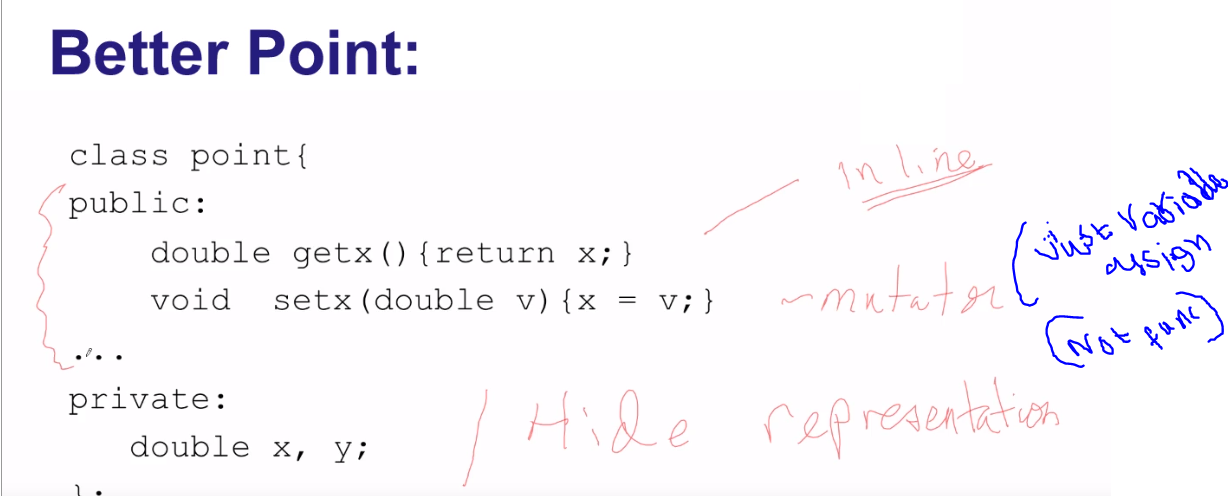 Better Point:
class point{
in line
public:
Just Variable
assign
double getx(){return x;}
void setx(double v){x = v;}
~mutator
(Not func)
....
private:
Hide representation
double x, y;
};